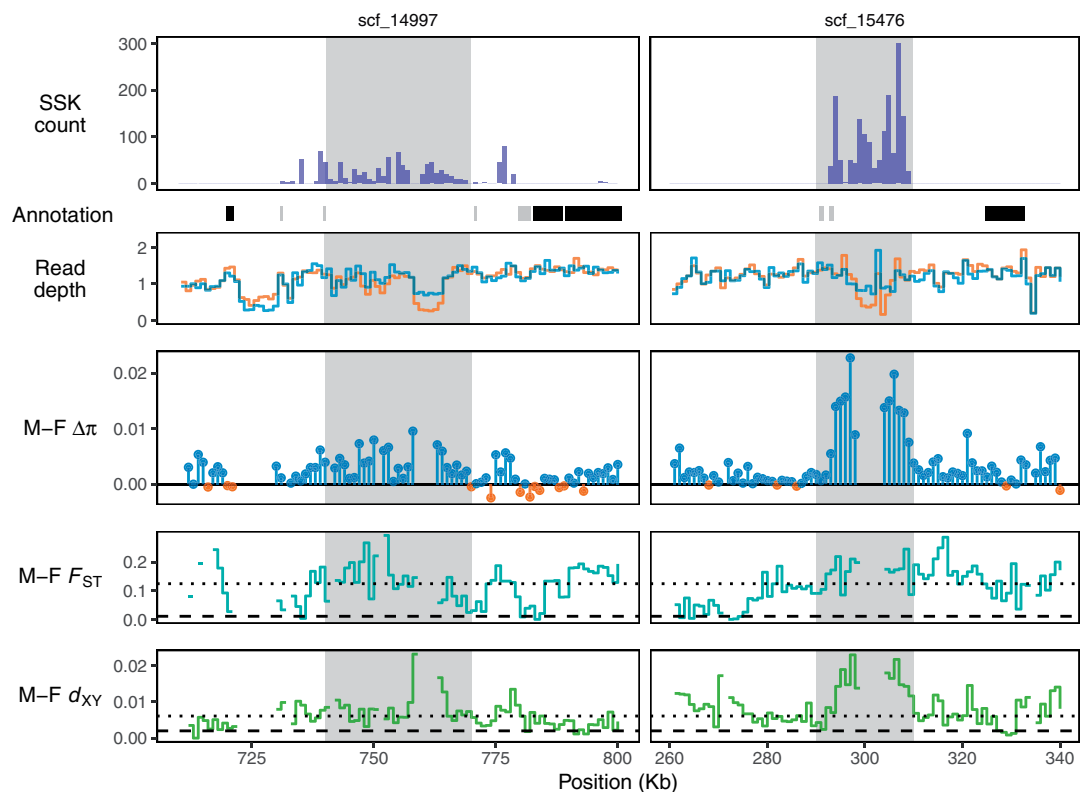 scf_14997
scf_15476
SSK
count
300
200
100
0
Annotation
Read
depth
2
1
0
M−F Δπ
0.02
0.01
0.00
M−F FST
0.2
0.1
0.0
M−F dXY
0.02
0.01
0.00
725
750
775
800
260
280
300
320
340
Position (Kb)